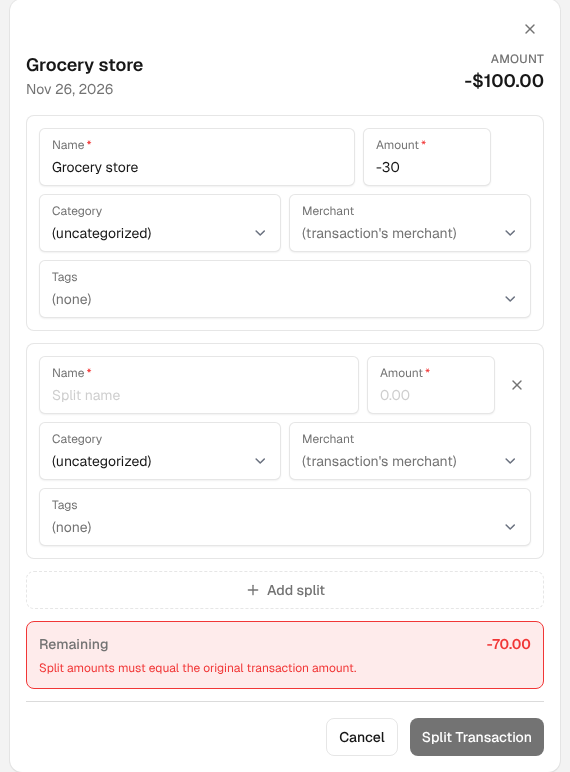 AMOUNT
Grocery store
-$100.00
Nov 26, 2026
Name * Amount *
Grocery store -30
Category Merchant
(uncategorized) (transaction's merchant)
Tags
(none)
Name * Amount *
Split name 0.00
Category Merchant
(uncategorized) (transaction's merchant)
Tags
(none)
+ Add split
Remaining -70.00
Split amounts must equal the original transaction amount.
Cancel Split Transaction